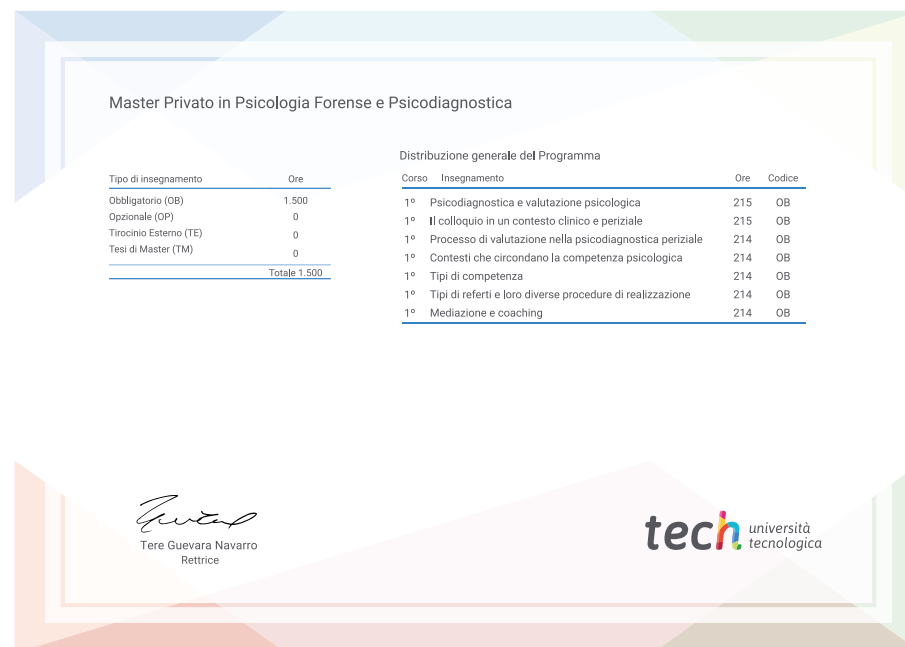 Master Privato in Psicologia Forense e Psicodiagnostica
Tipo di insegnamento Ore
Obbligatorio (OB) 1.500
Opzionale (OP) 0
Tirocinio Esterno (TE) 0
Tesi di Master (TM) 0
Totale 1.500
Distribuzione generale del Programma
Corso Insegnamento Ore Codice
1º Psicodiagnostica e valutazione psicologica 215 OB
1º Il colloquio in un contesto clinico e periziale 215 OB
1º Processo di valutazione nella psicodiagnostica periziale 214 OB
1º Contesti che circondano la competenza psicologica 214 OB
1º Tipi di competenza 214 OB
1º Tipi di referti e loro diverse procedure di realizzazione 214 OB
1º Mediazione e coaching 214 OB
Tere Guevara Navarro
Rettrice
tech università
tecnologica